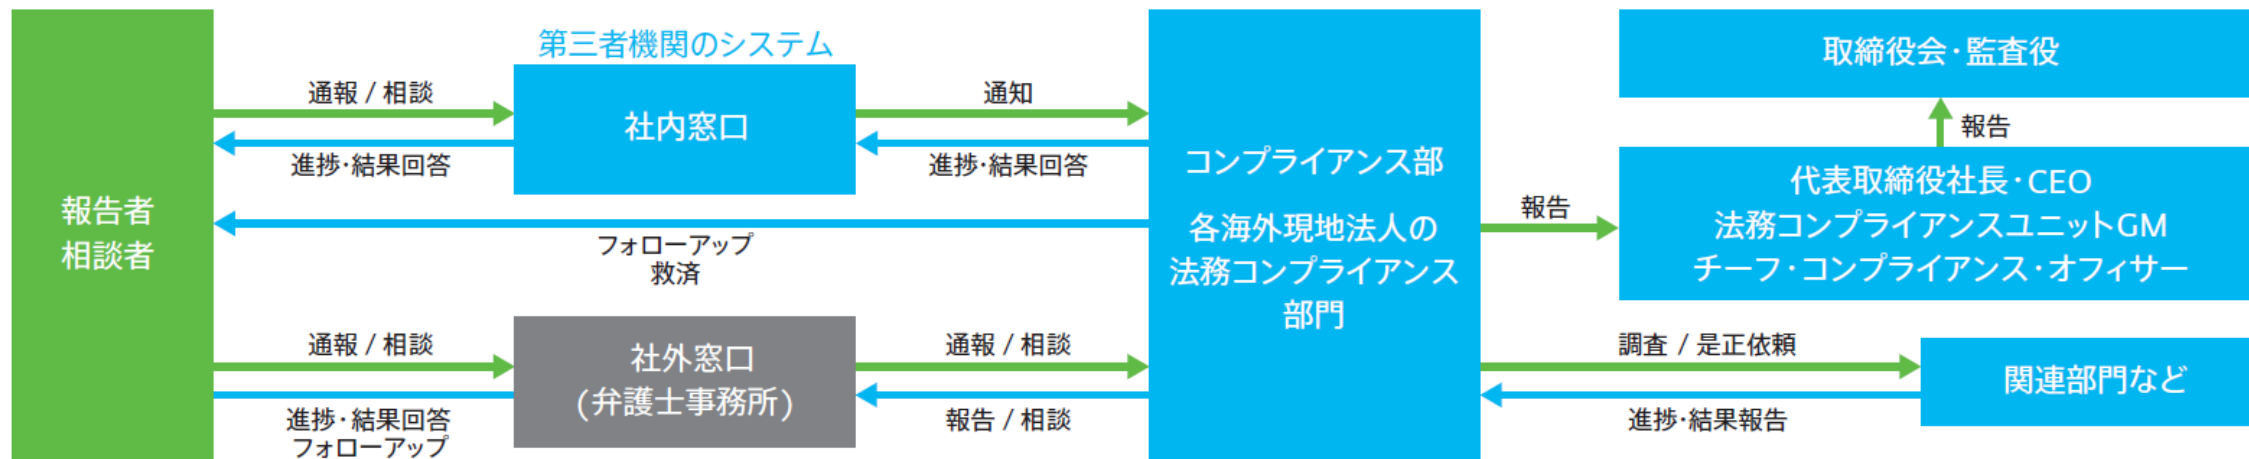 報告者
相談者
通報 / 相談
進捗･結果回答
フォローアップ
救済
通報 / 相談
進捗･結果回答
フォローアップ
第三者機関のシステム
社内窓口
社外窓口
(弁護士事務所)
通知
進捗･結果回答
通報 / 相談
報告 / 相談
コンプライアンス部
各海外現地法人の
法務コンプライアンス
部門
報告
調査 / 是正依頼
進捗･結果報告
取締役会･監査役
報告
代表取締役社長･CEO
法務コンプライアンスユニットGM
チーフ･コンプライアンス･オフィサー
関連部門など